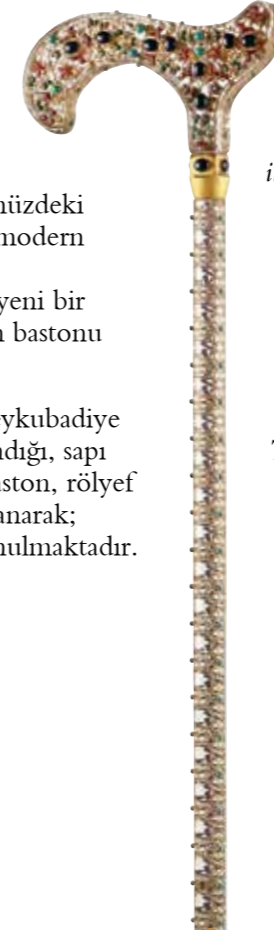 müzdeki
modern
yeni bir
bastonu
eykubadiye
ndığı, sapı
aston, rölyef
anarak;
nulmaktadır.